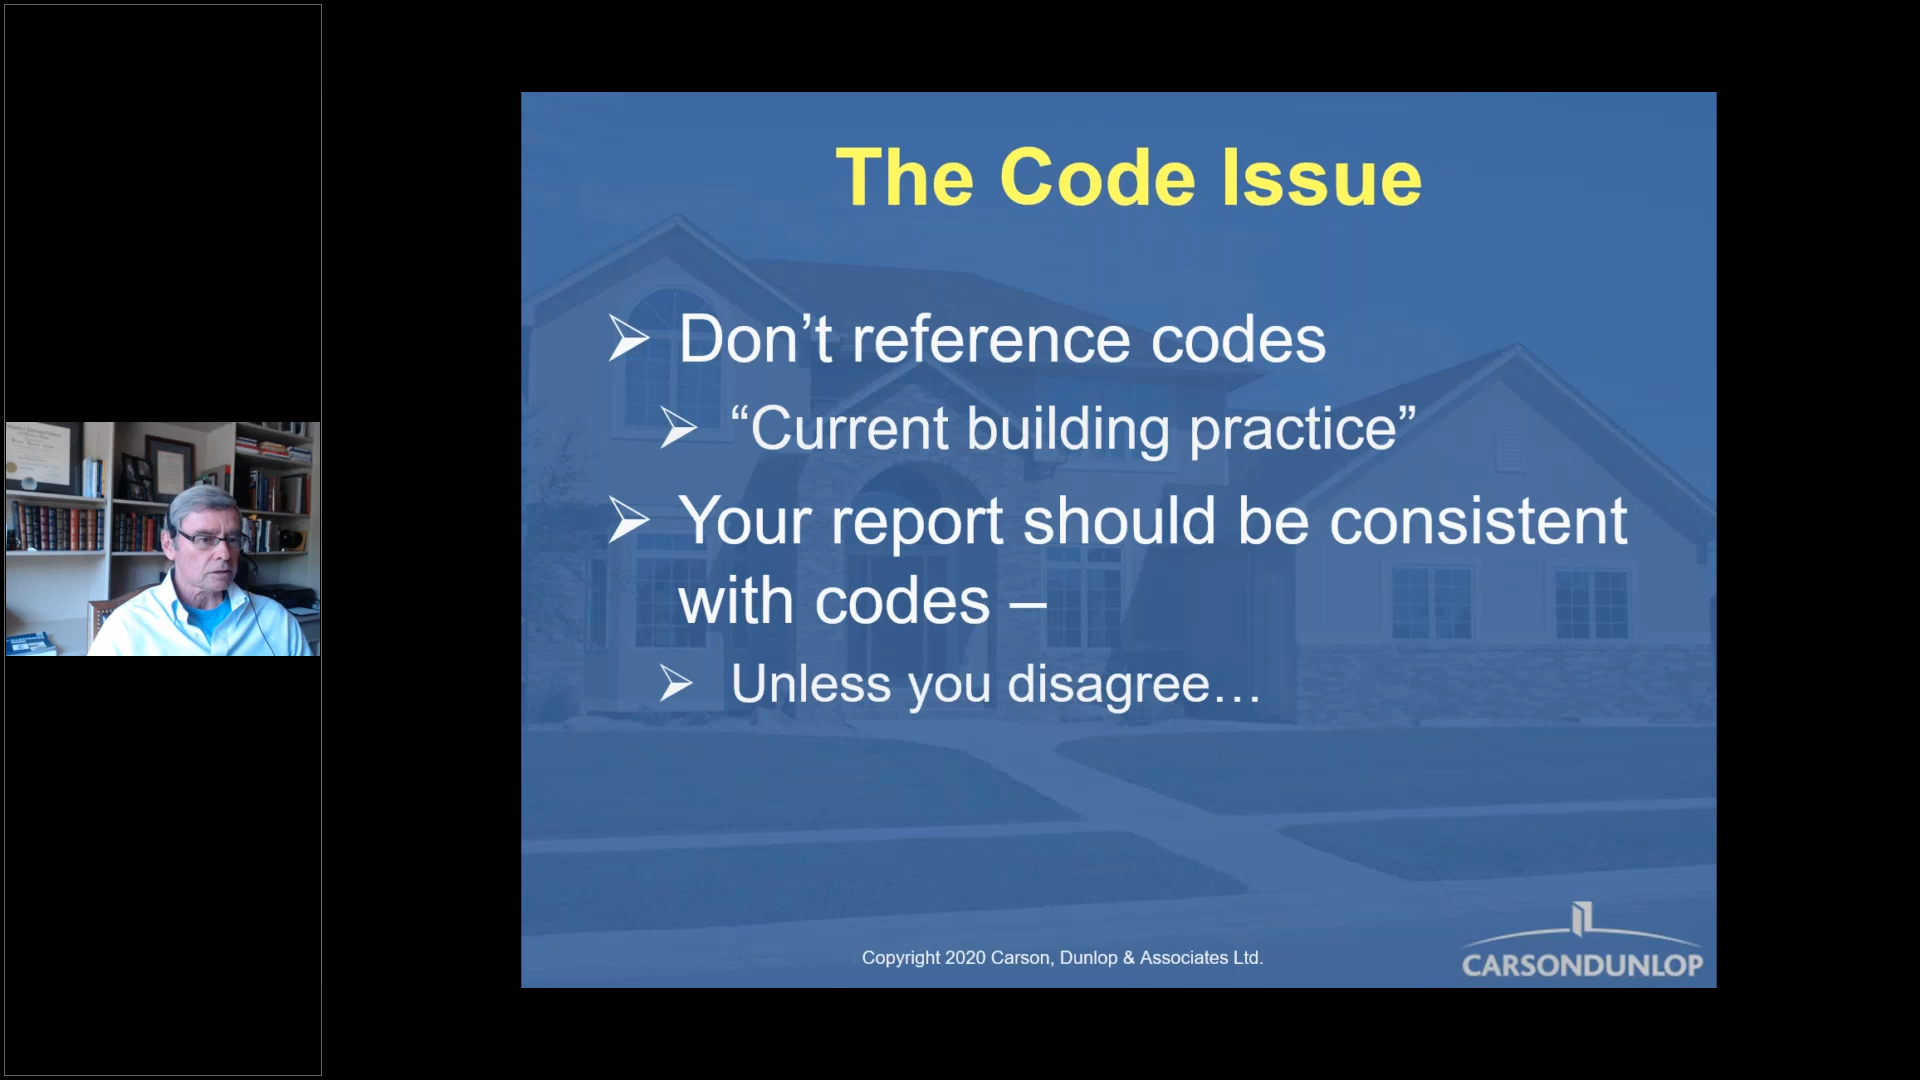 The Code Issue
Don’t reference codes
“Current building practice”
Your report should be consistent
with codes –
Unless you disagree…
Copyright 2020 Carson, Dunlop & Associates Ltd.
CARSONDUNLOP